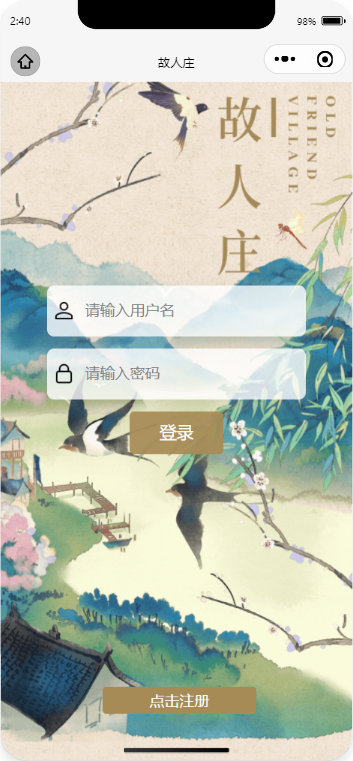 2:40
98%
故人庄
故人庄
OLD
FRIEND
VILLAGE
请输入用户名
请输入密码
登录
点击注册